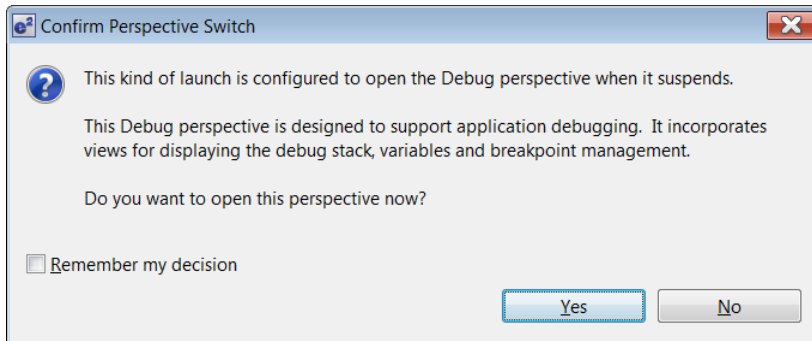 e² Confirm Perspective Switch
This kind of launch is configured to open the Debug perspective when it suspends.
This Debug perspective is designed to support application debugging. It incorporates
views for displaying the debug stack, variables and breakpoint management.
Do you want to open this perspective now?
Remember my decision
Yes No